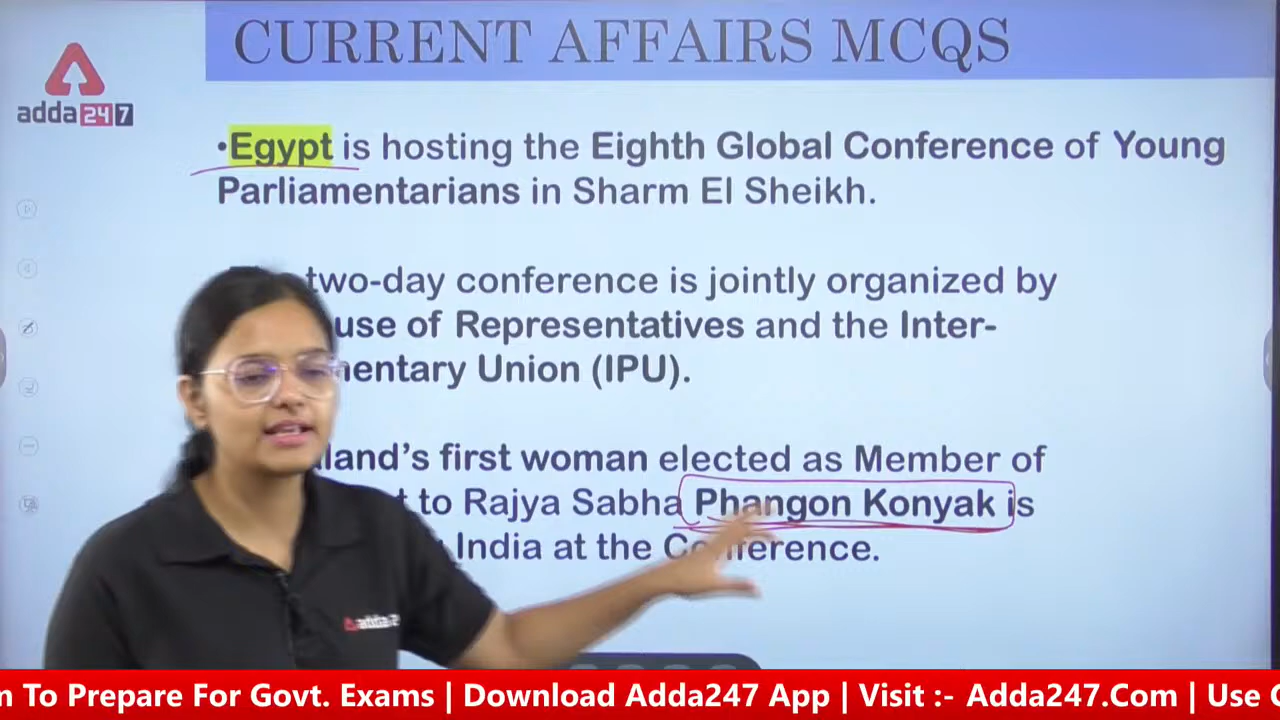 CURRENT AFFAIRS MCQS
adda247
•Egypt is hosting the Eighth Global Conference of Young
Parliamentarians in Sharm El Sheikh.
two-day conference is jointly organized by
of Representatives and the Inter-
Union (IPU).
first woman elected as Member of
to Rajya Sabha Phangon Konyak is
India at the Conference.
To Prepare For Govt. Exams | Download Adda247 App | Visit :- Adda247.Com | Use